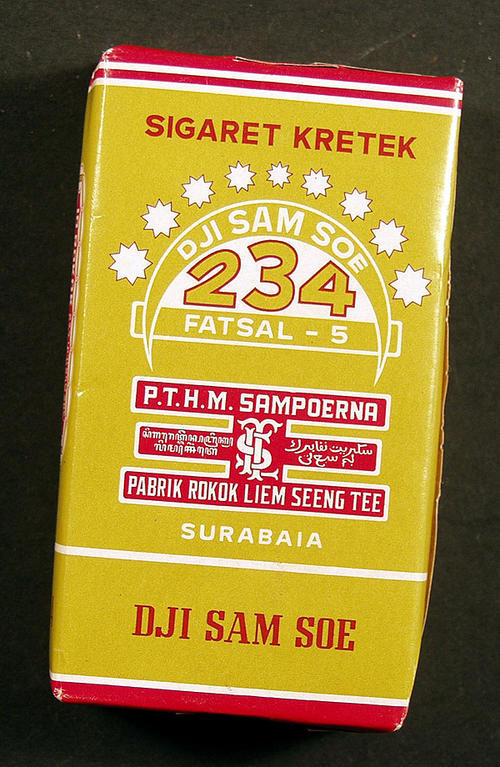 SIGARET KRETEK
DJI SAM SOE
234
FATSAL - 5
P.T.H.M. SAMPOERNA
PABRIK ROKOK LIEM SEENG TEE
SURABAIA
DJI SAM SOE